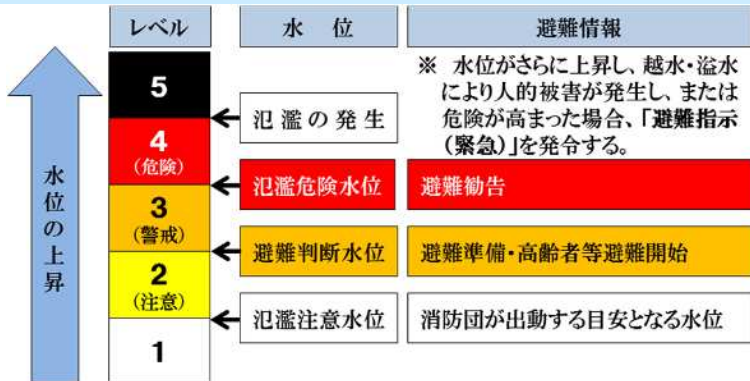 レベル
水 位
避難情報
5
※ 水位がさらに上昇し、越水・溢水
により人的被害が発生し、または
危険が高まった場合、「避難指示
(緊急)」を発令する。
氾濫の発生
4
(危険)
氾濫危険水位
避難勧告
水位の上昇
3
(警戒)
避難判断水位
避難準備・高齢者等避難開始
2
(注意)
氾濫注意水位
消防団が出動する目安となる水位
1